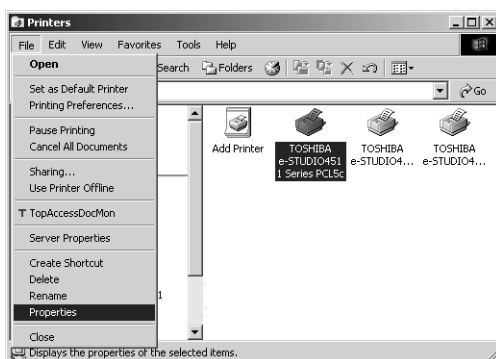 Printers
File Edit View Favorites Tools Help
Search Folders
Go
Open
Set as Default Printer
Printing Preferences...
Pause Printing
Cancel All Documents
Sharing...
Use Printer Offline
TopAccessDocMon
Server Properties
Create Shortcut
Delete
Rename
Properties
Close
Add Printer
TOSHIBA
e-STUDIO451
1 Series PCL5c
TOSHIBA
e-STUDIO4...
TOSHIBA
e-STUDIO4...
1
Displays the properties of the selected items.